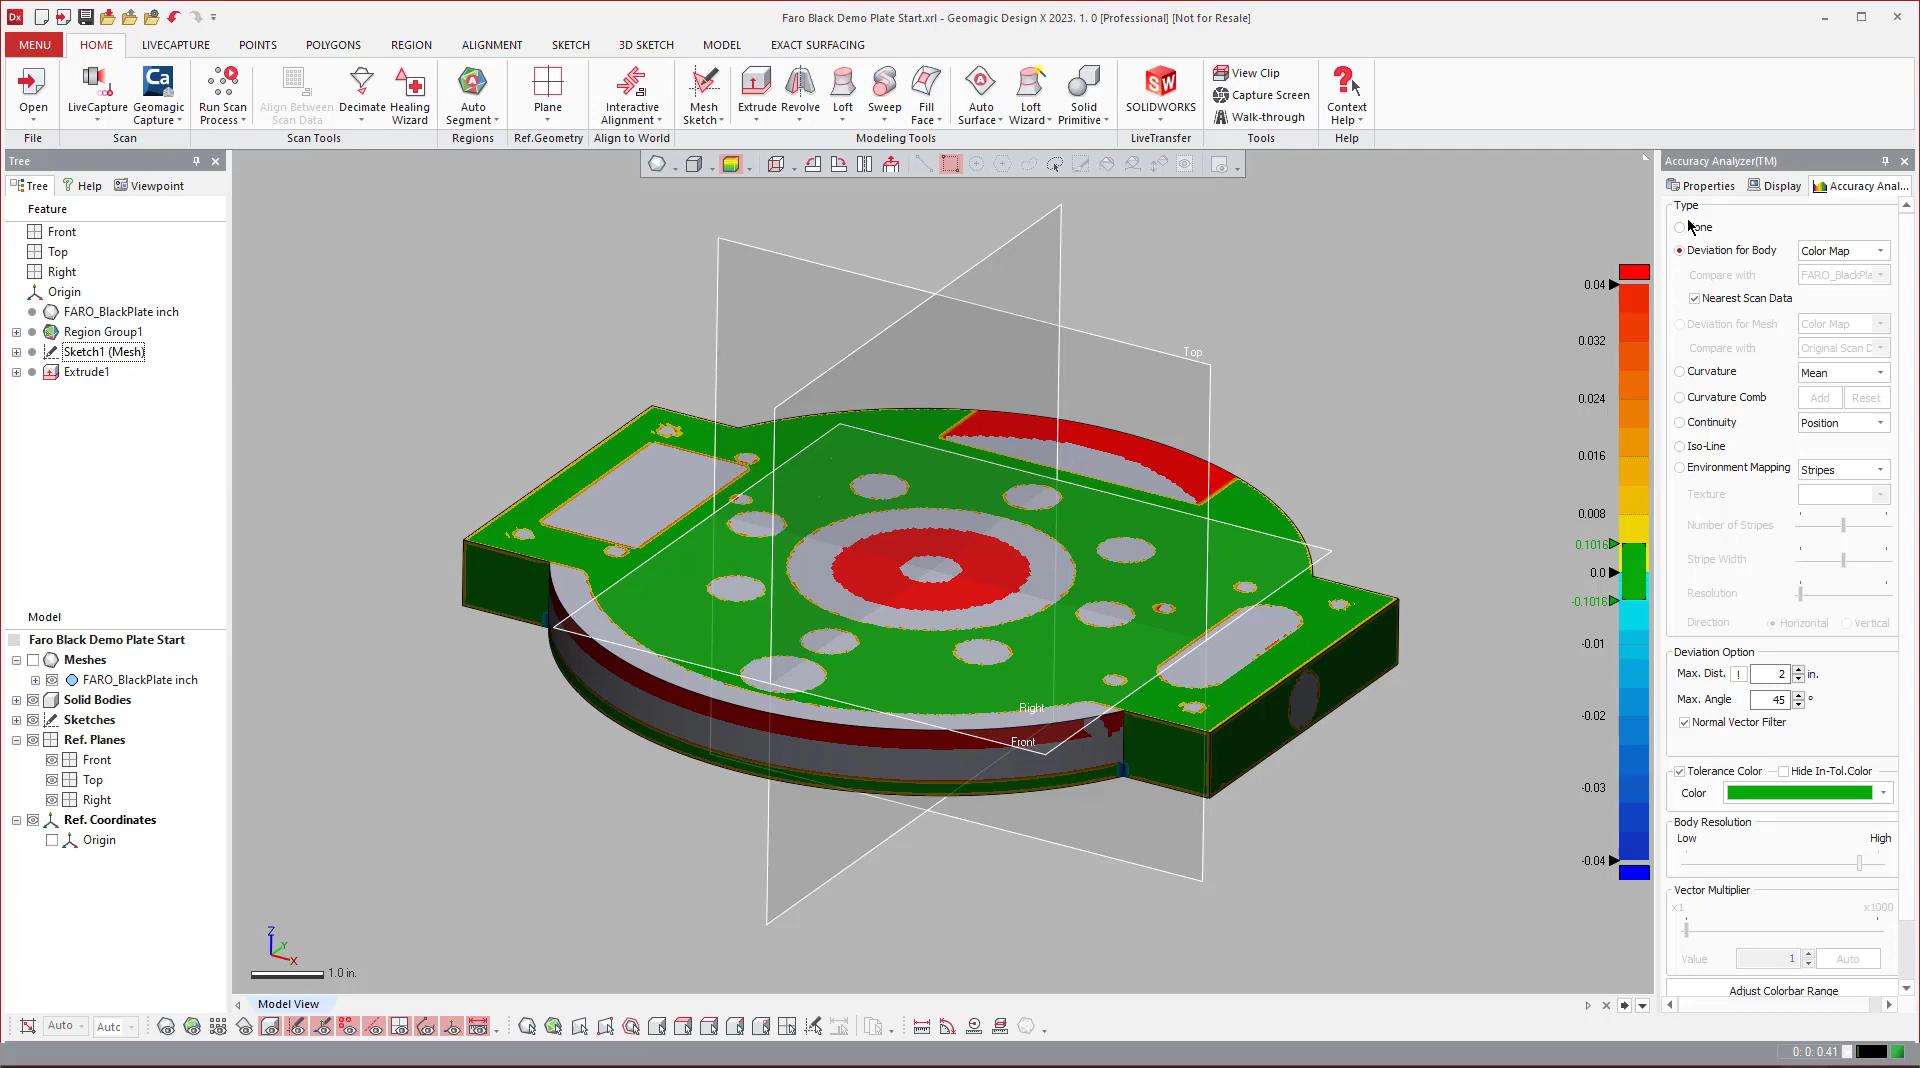 Dx
Faro Black Demo Plate Start.xrl - Geomagic Design X 2023. 1. 0 [Professional] [Not for Resale]
MENU HOME LIVECAPTURE POINTS POLYGONS REGION ALIGNMENT SKETCH 3D SKETCH MODEL EXACT SURFACING
Open
LiveCapture
Geomagic Capture
Run Scan Process
Align Between Scan Data
Decimate
Healing Wizard
Auto Segment
Plane
Interactive Alignment
Mesh Sketch
Extrude
Revolve
Loft
Sweep
Fill Face
Auto Surface
Loft Wizard
Solid Primitive
SOLIDWORKS
View Clip
Capture Screen
Walk-through
Context Help
File Scan Scan Tools Regions Ref.Geometry Align to World Modeling Tools LiveTransfer Tools Help
Tree
Tree Help Viewpoint
Feature
Front
Top
Right
Origin
FARO_BlackPlate inch
Region Group1
Sketch1 (Mesh)
Extrude1
Model
Faro Black Demo Plate Start
Meshes
FARO_BlackPlate inch
Solid Bodies
Sketches
Ref. Planes
Front
Top
Right
Ref. Coordinates
Origin
Top
Right
Front
Z
Y
X
1.0 in.
0.04
0.032
0.024
0.016
0.008
0.1016
0.0
-0.1016
-0.01
-0.02
-0.03
-0.04
Accuracy Analyzer(TM)
Properties Display Accuracy Anal...
Type
Deviation for Body Color Map
Compare with FARO_BlackPla
Nearest Scan Data
Deviation for Mesh Color Map
Compare with Original Scan D
Curvature Mean
Curvature Comb Add Reset
Continuity Position
Iso-Line
Environment Mapping Stripes
Texture
Number of Stripes
Stripe Width
Resolution
Direction Horizontal Vertical
Deviation Option
Max. Dist. ! 2 in.
Max. Angle 45 °
Normal Vector Filter
Tolerance Color Hide In-Tol.Color
Color
Body Resolution
Low High
Vector Multiplier
x1 x1000
Value 1 Auto
Adjust Colorbar Range
Model View
Auto Auto
0: 0: 0.41